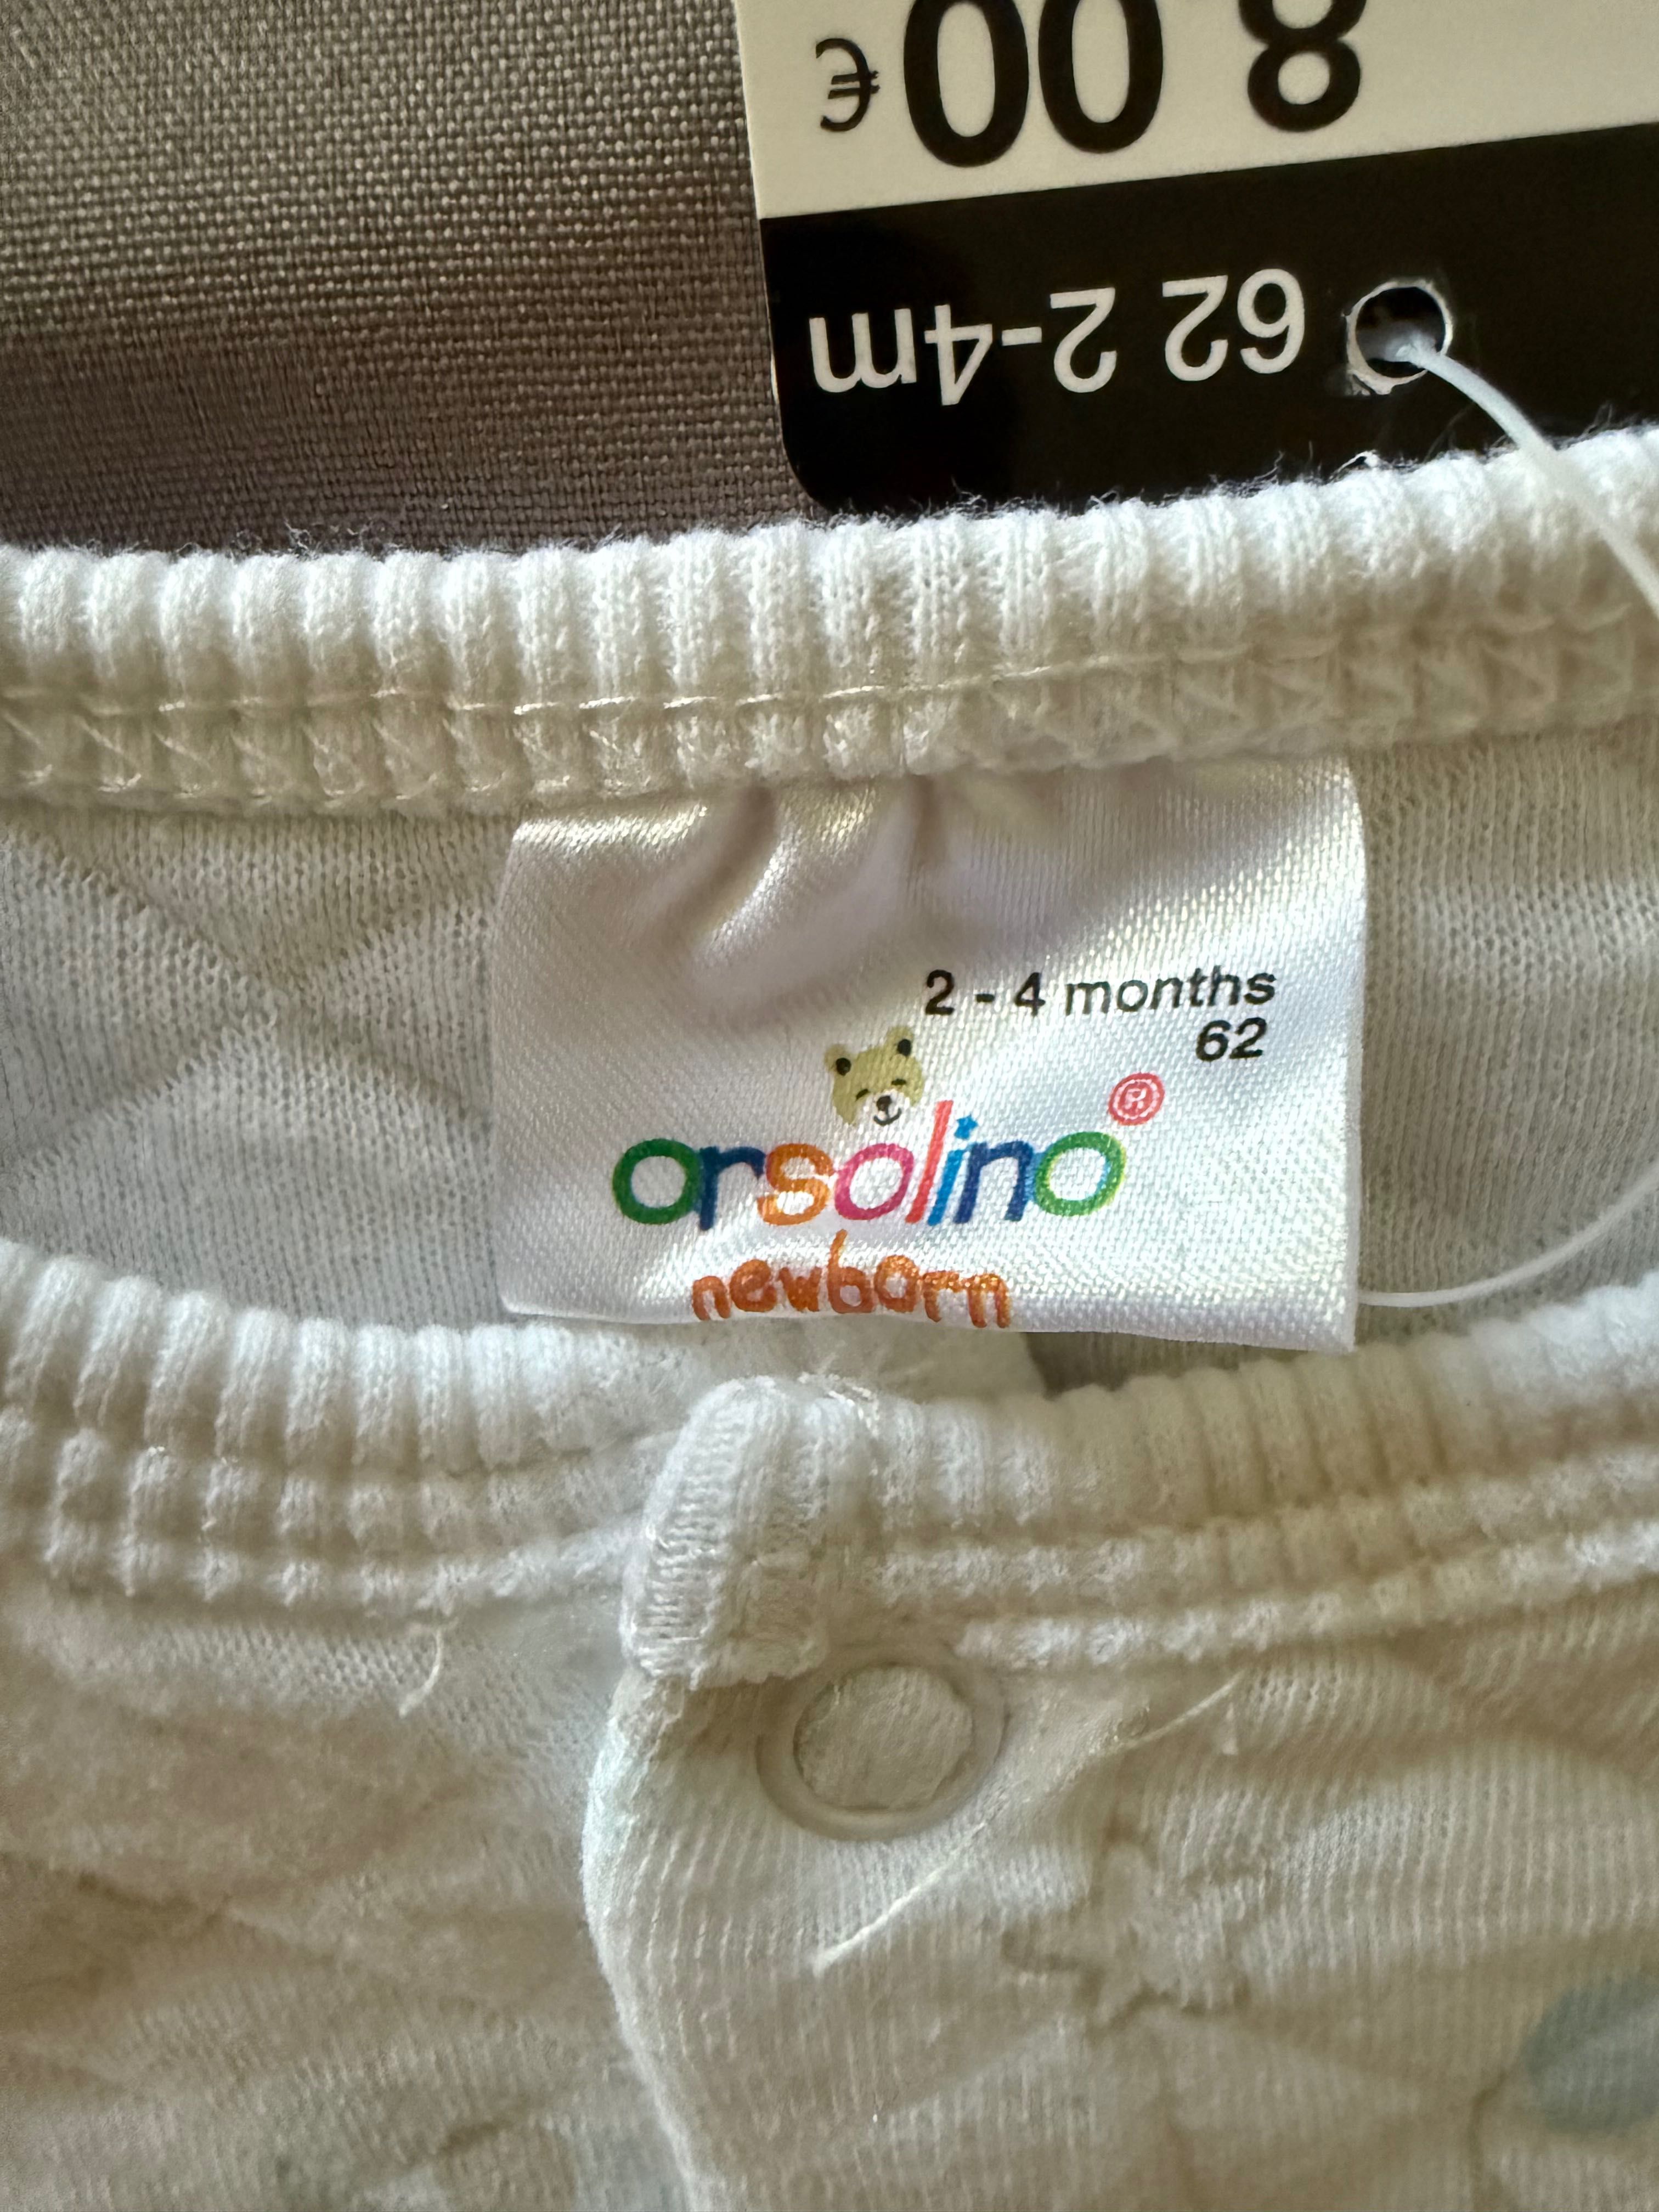 62 2-4m
8.00 €
2 - 4 months
62
orsolino®
newborn